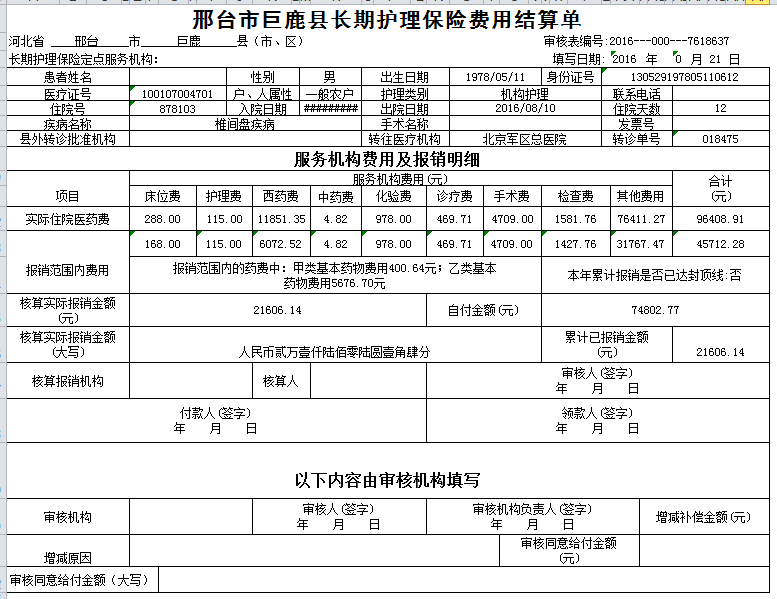 邢台市巨鹿县长期护理保险费用结算单
河北省 邢台 市 巨鹿 县（市、区） 审核表编号:2016---000---7618637
长期护理保险定点服务机构: 填写日期: 2016 年 0 月 21 日
患者姓名 性别 男 出生日期 1978/05/11 身份证号 130529197805110612
医疗证号 100107004701 户、人属性 一般农户 护理类别 机构护理 联系电话
住院号 878103 入院日期 ######### 出院日期 2016/08/10 住院天数 12
疾病名称 椎间盘疾病 手术名称 发票号
县外转诊批准机构 转往医疗机构 北京军区总医院 转诊单号 018475
服务机构费用及报销明细
项目 服务机构费用(元) 合计(元)
床位费 护理费 西药费 中药费 化验费 诊疗费 手术费 检查费 其他费用
实际住院医药费 288.00 115.00 11851.35 4.82 978.00 469.71 4709.00 1581.76 76411.27 96408.91
报销范围内费用 168.00 115.00 6072.52 4.82 978.00 469.71 4709.00 1427.76 31767.47 45712.28
报销范围内的药费中: 甲类基本药物费用400.64元; 乙类基本
药物费用5676.70元
本年累计报销是否已达封顶线:否
核算实际报销金额
(元)
21606.14 自付金额(元) 74802.77
核算实际报销金额
(大写)
人民币贰万壹仟陆佰零陆圆壹角肆分
累计已报销金额
(元)
21606.14
核算报销机构 核算人
审核人(签字)
年 月 日
付款人(签字)
年 月 日
领款人(签字)
年 月 日
以下内容由审核机构填写
审核机构
审核人(签字)
年 月 日
审核机构负责人(签字)
年 月 日
增减补偿金额(元)
增减原因
审核同意给付金额
(元)
审核同意给付金额（大写）